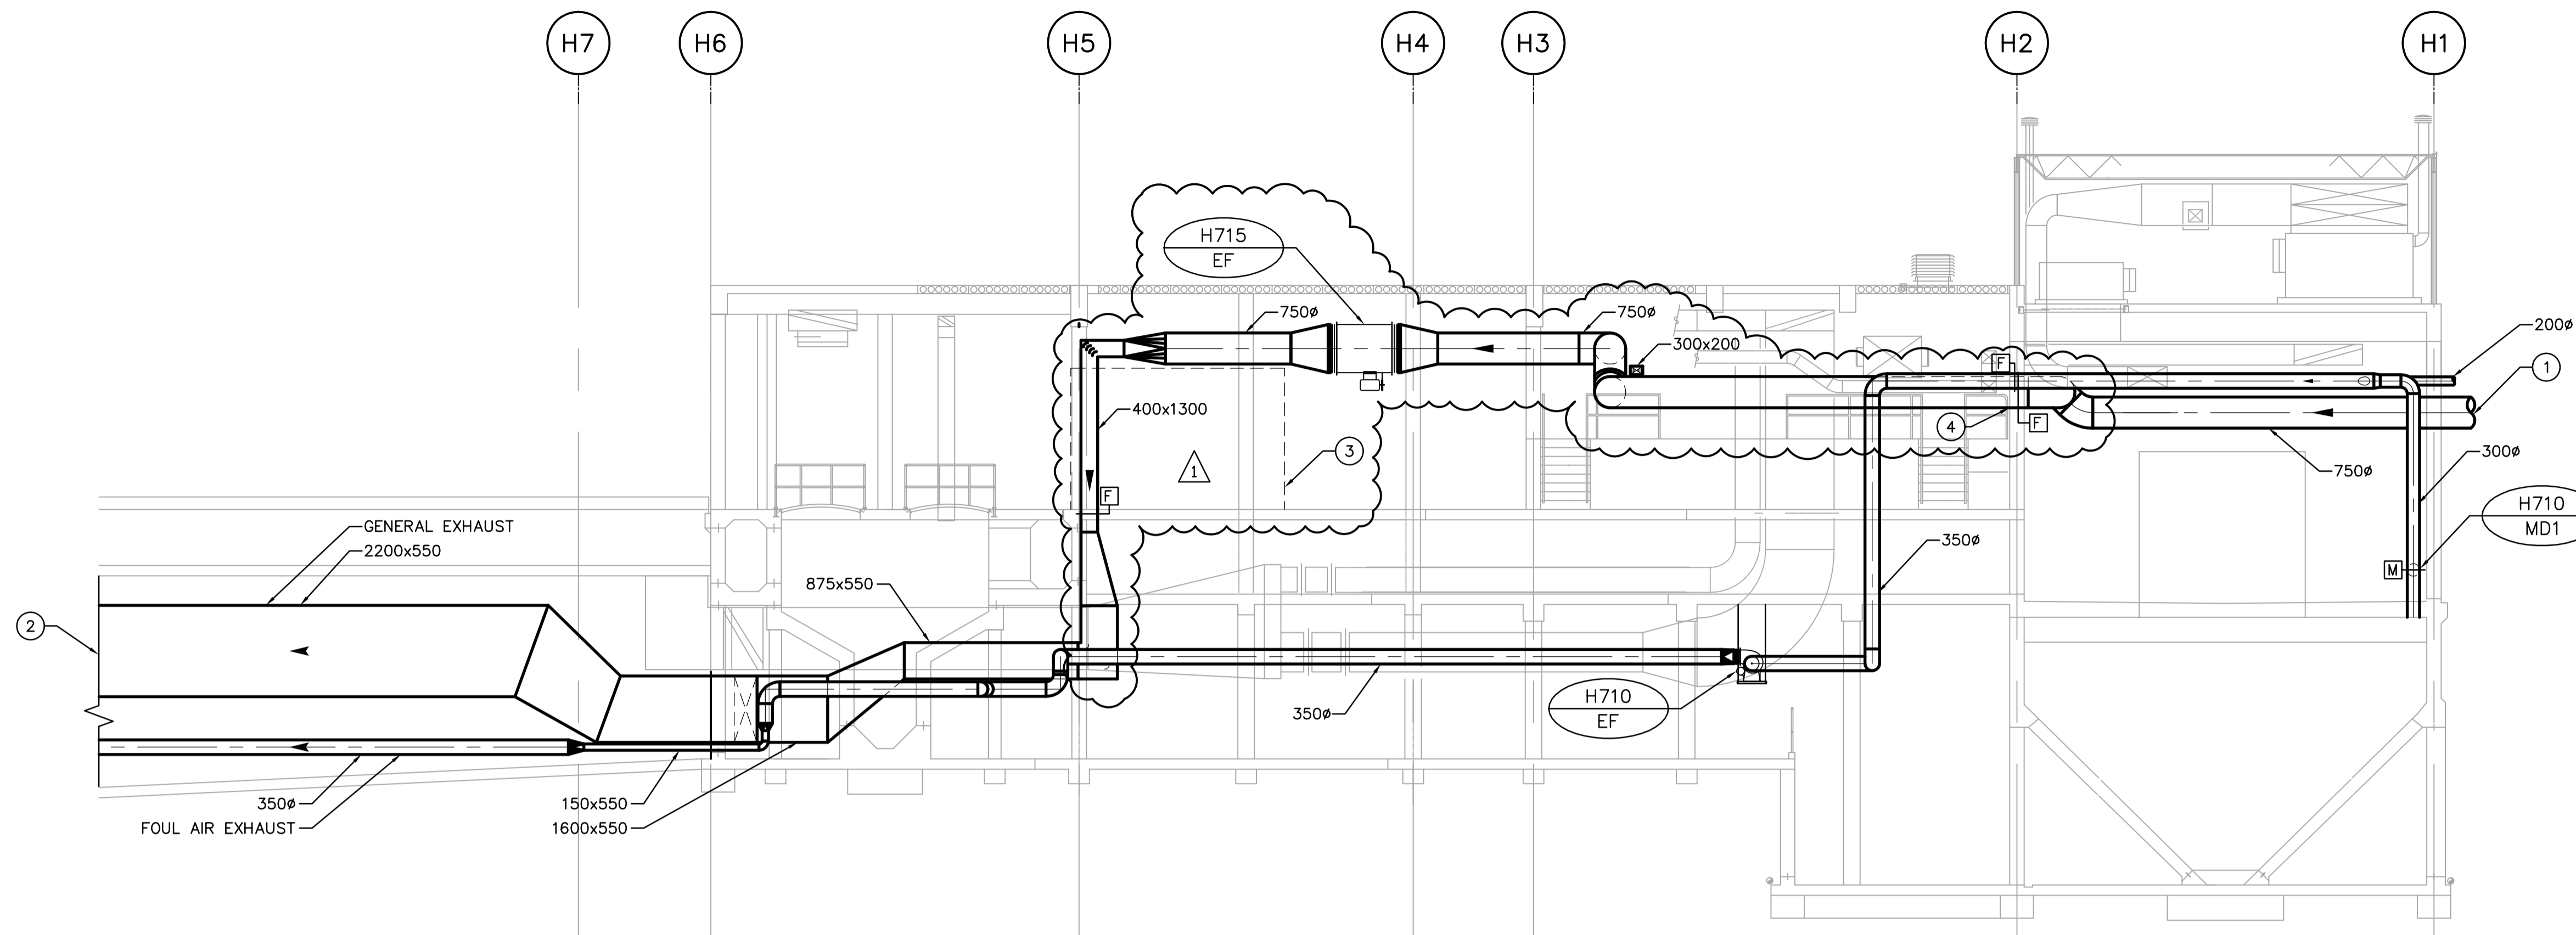 H7
H6
H5
H4
H3
H2
H1
H715
EF
750ø
750ø
300x200
200ø
1
F
400x1300
F
4
3
1
750ø
300ø
F
H710
MD1
GENERAL EXHAUST
2200x550
350ø
M
875x550
2
H710
EF
350ø
350ø
150x550
FOUL AIR EXHAUST
1600x550